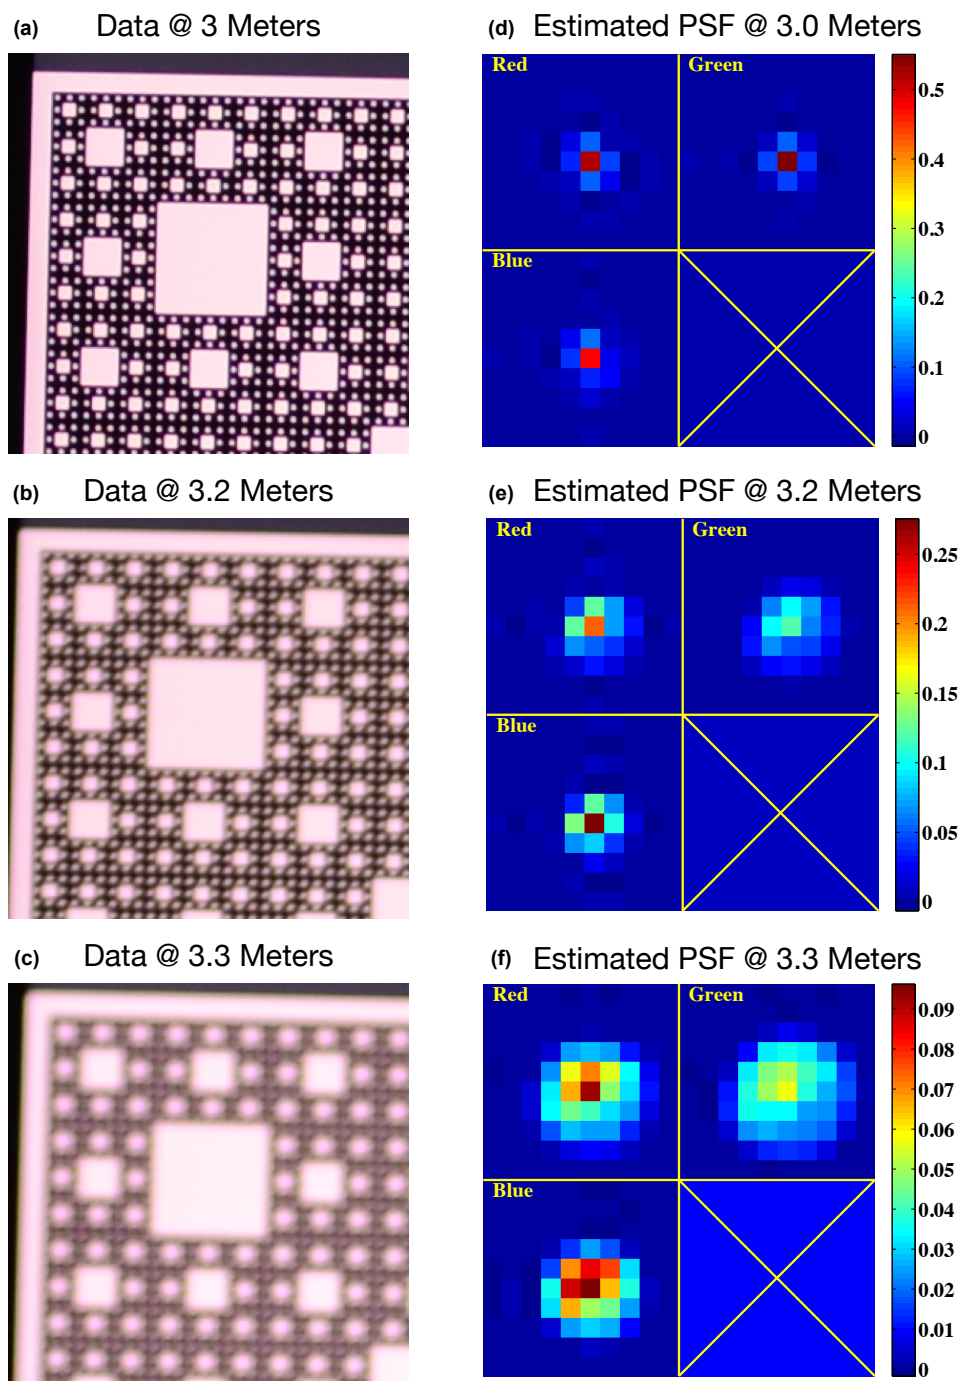 (a) Data @ 3 Meters
(d) Estimated PSF @ 3.0 Meters
Red
Green
Blue
0.5
0.4
0.3
0.2
0.1
0
(b) Data @ 3.2 Meters
(e) Estimated PSF @ 3.2 Meters
Red
Green
Blue
0.25
0.2
0.15
0.1
0.05
0
(c) Data @ 3.3 Meters
(f) Estimated PSF @ 3.3 Meters
Red
Green
Blue
0.09
0.08
0.07
0.06
0.05
0.04
0.03
0.02
0.01
0